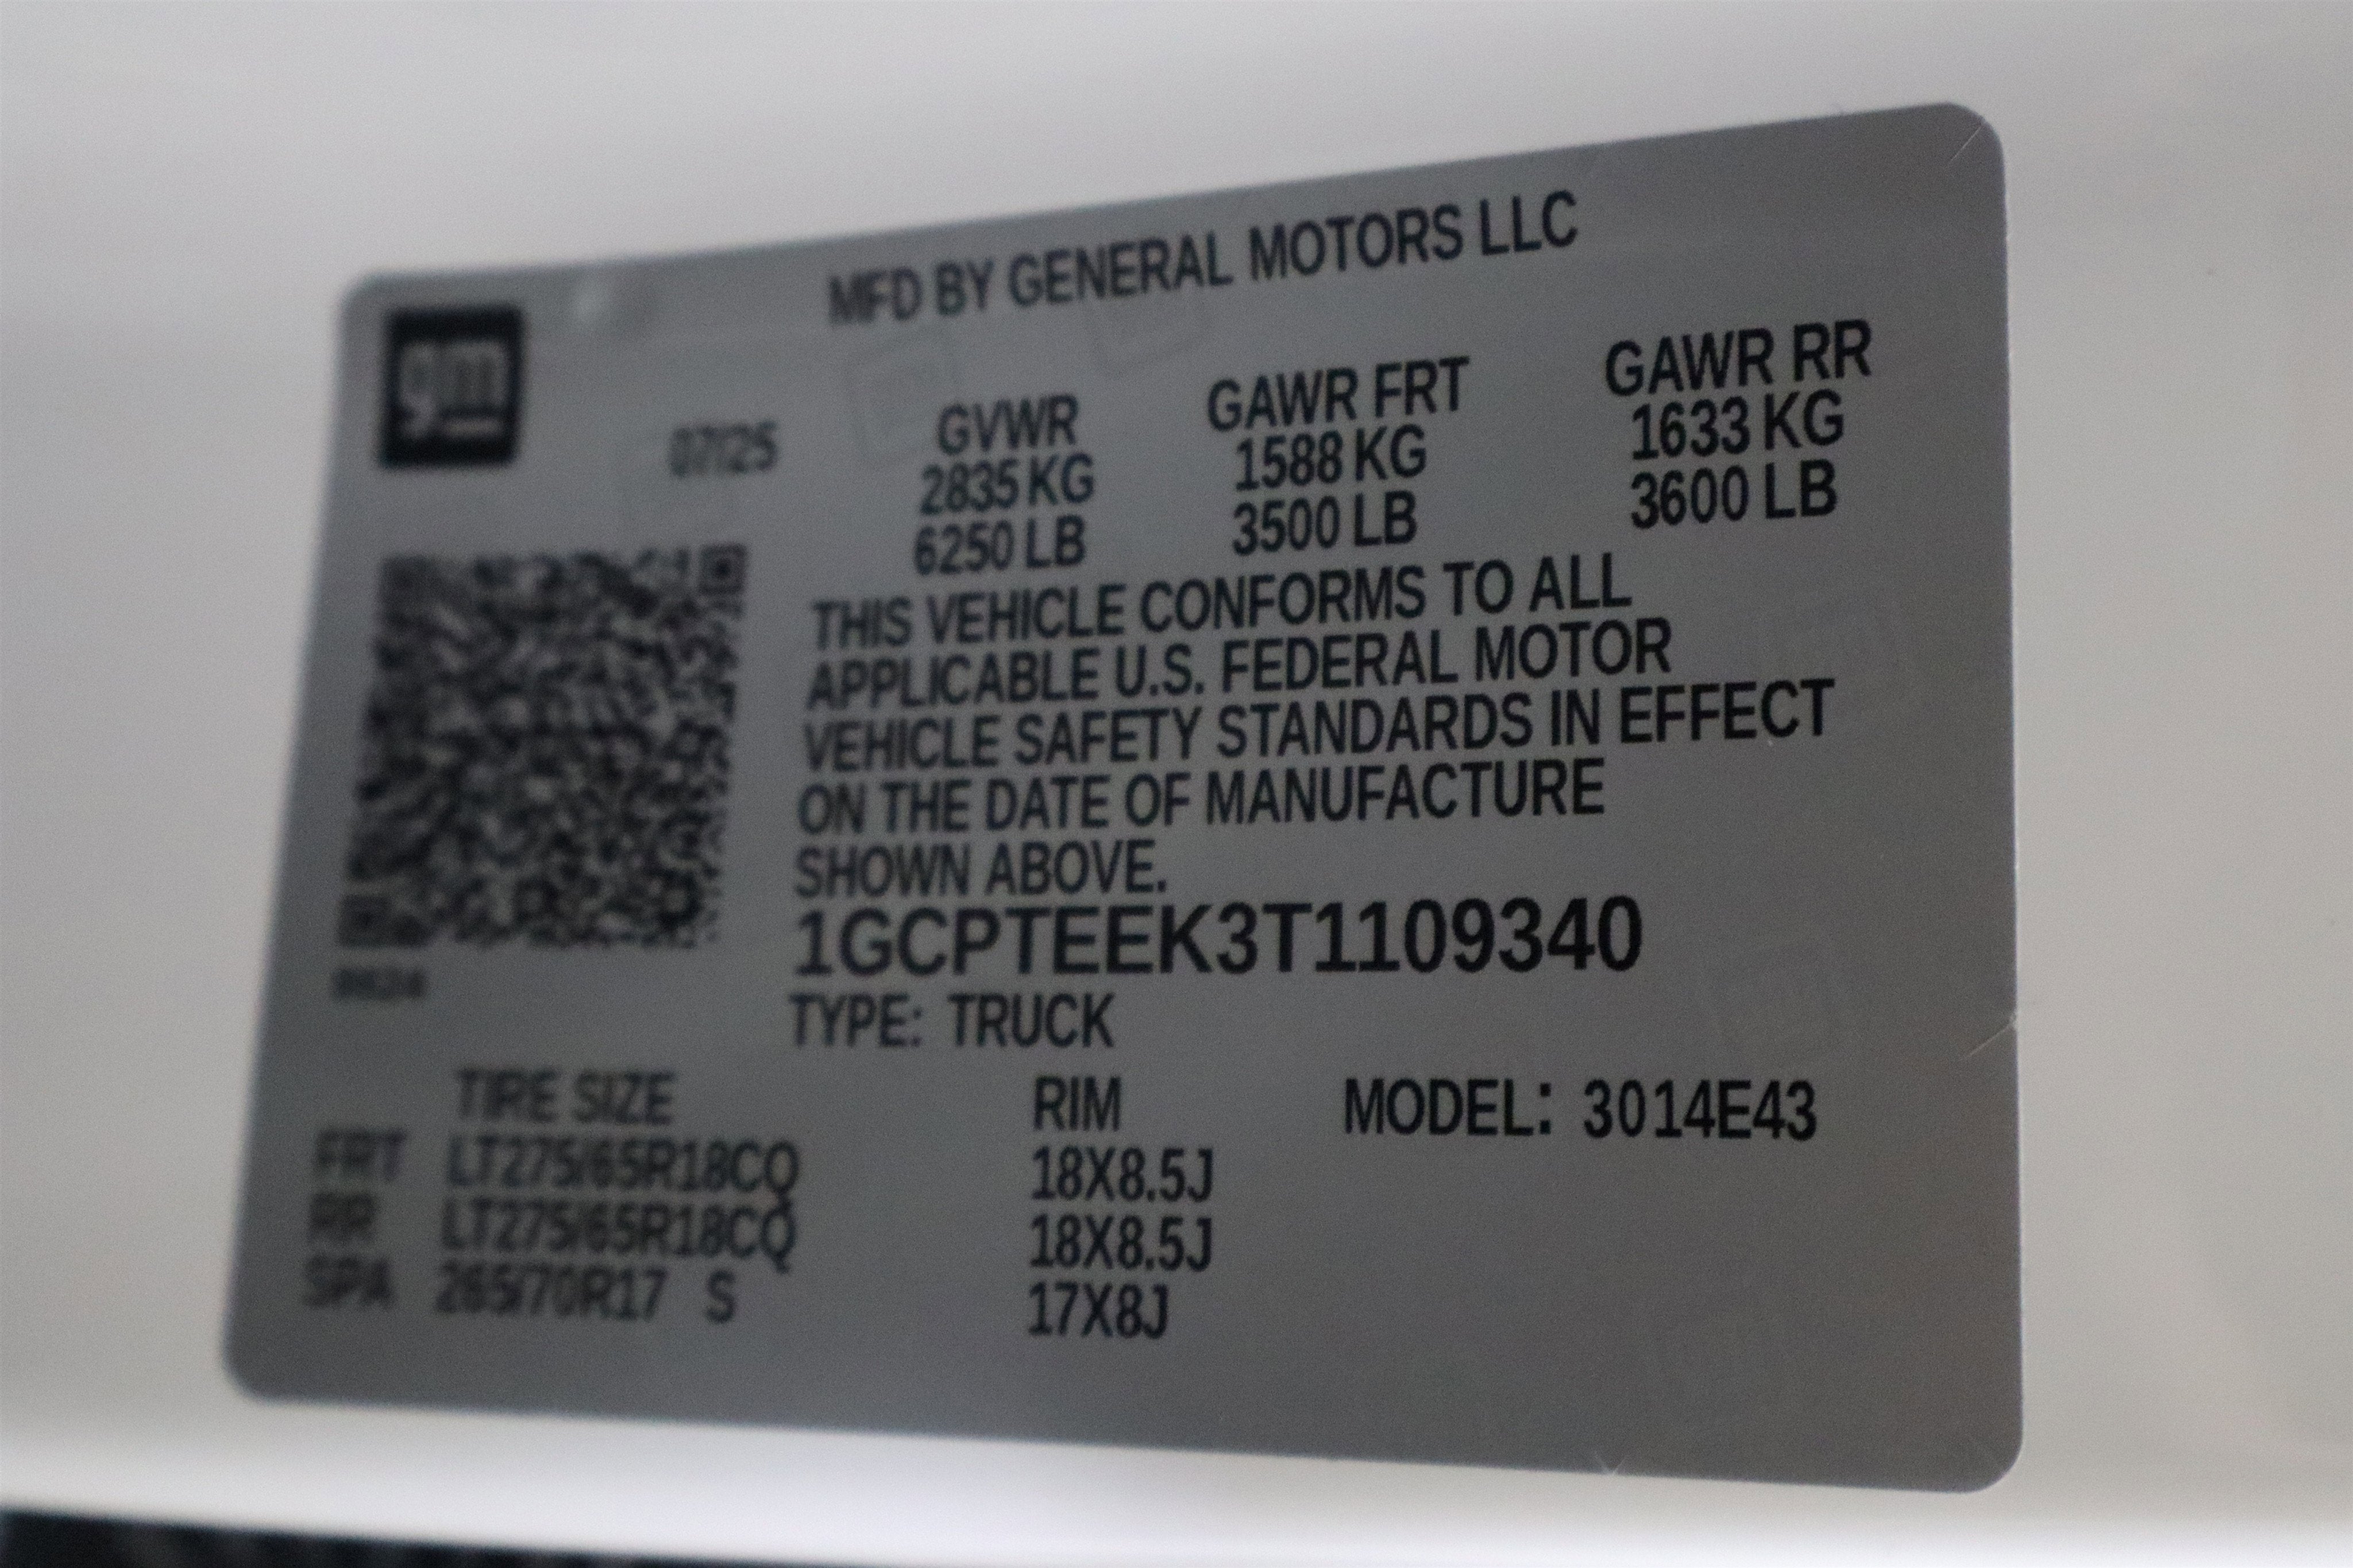 MFD BY GENERAL MOTORS LLC
gm
07/25
GVWR GAWR FRT GAWR RR
2835 KG 1588 KG 1633 KG
6250 LB 3500 LB 3600 LB
THIS VEHICLE CONFORMS TO ALL
APPLICABLE U.S. FEDERAL MOTOR
VEHICLE SAFETY STANDARDS IN EFFECT
ON THE DATE OF MANUFACTURE
SHOWN ABOVE.
1GCPTEEK3T1109340
TYPE: TRUCK
TIRE SIZE RIM MODEL: 3014E43
FRT LT275/65R18CQ 18X8.5J
RR LT275/65R18CQ 18X8.5J
SPA 265/70R17 S 17X8J